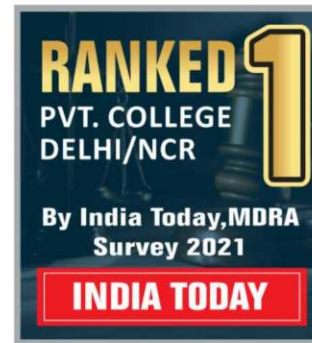 RANKED 1
PVT. COLLEGE
DELHI/NCR
By India Today,MDRA
Survey 2021
INDIA TODAY